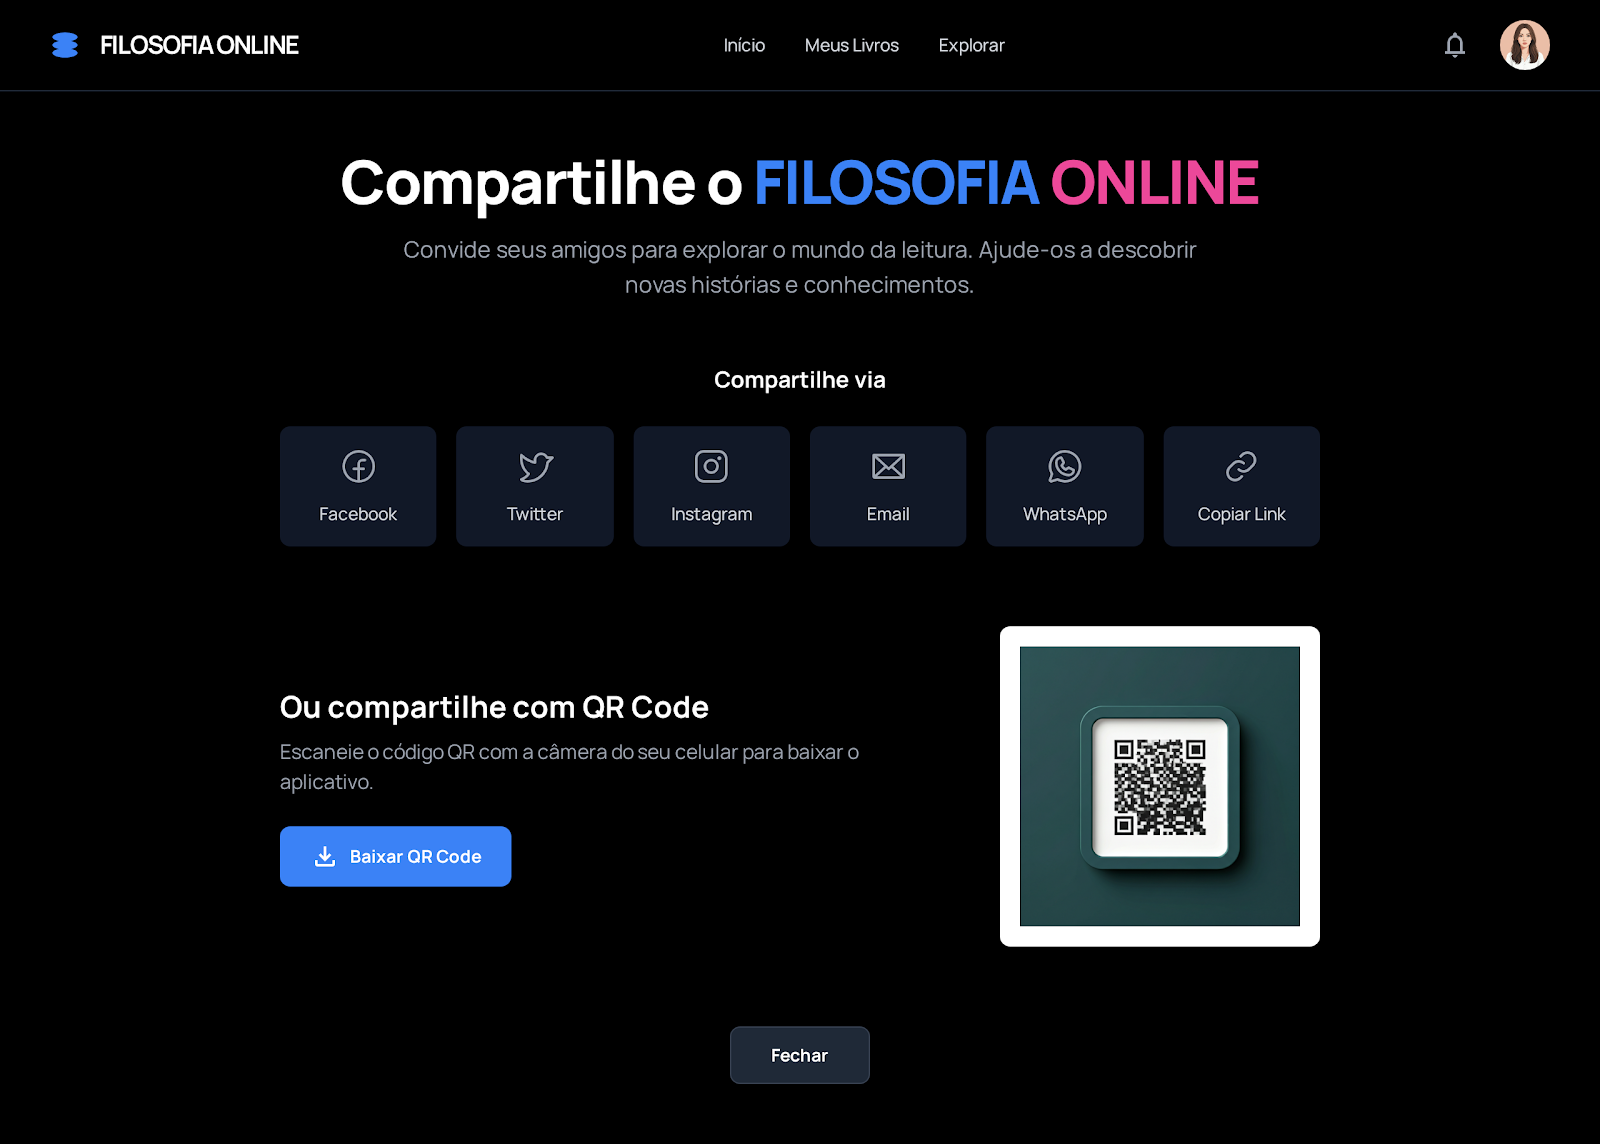 FILOSOFIA ONLINE
Início
Meus Livros
Explorar
Compartilhe o FILOSOFIA ONLINE
Convide seus amigos para explorar o mundo da leitura. Ajude-os a descobrir
novas histórias e conhecimentos.
Compartilhe via
Facebook
Twitter
Instagram
Email
WhatsApp
Copiar Link
Ou compartilhe com QR Code
Escaneie o código QR com a câmera do seu celular para baixar o
aplicativo.
Baixar QR Code
Fechar